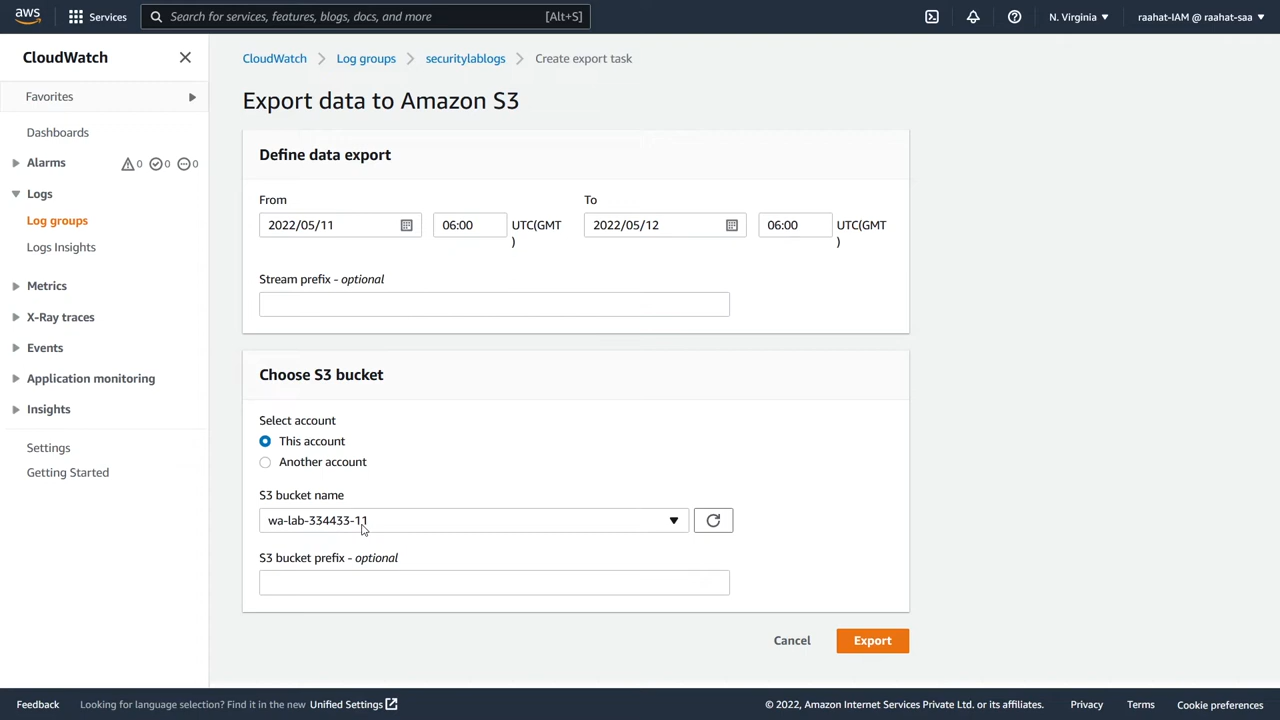 aws
Services
Search for services, features, blogs, docs, and more
[Alt+S]
N. Virginia
raahat-IAM @ raahat-saa
CloudWatch
Favorites
Dashboards
Alarms
0
0
0
Logs
Log groups
Logs Insights
Metrics
X-Ray traces
Events
Application monitoring
Insights
Settings
Getting Started
CloudWatch > Log groups > securitylablogs > Create export task
Export data to Amazon S3
Define data export
From
2022/05/11
06:00
UTC(GMT
)
To
2022/05/12
06:00
UTC(GMT
)
Stream prefix - optional
Choose S3 bucket
Select account
This account
Another account
S3 bucket name
wa-lab-334433-11
S3 bucket prefix - optional
Cancel
Export
Feedback
Looking for language selection? Find it in the new Unified Settings
© 2022, Amazon Internet Services Private Ltd. or its affiliates.
Privacy
Terms
Cookie preferences